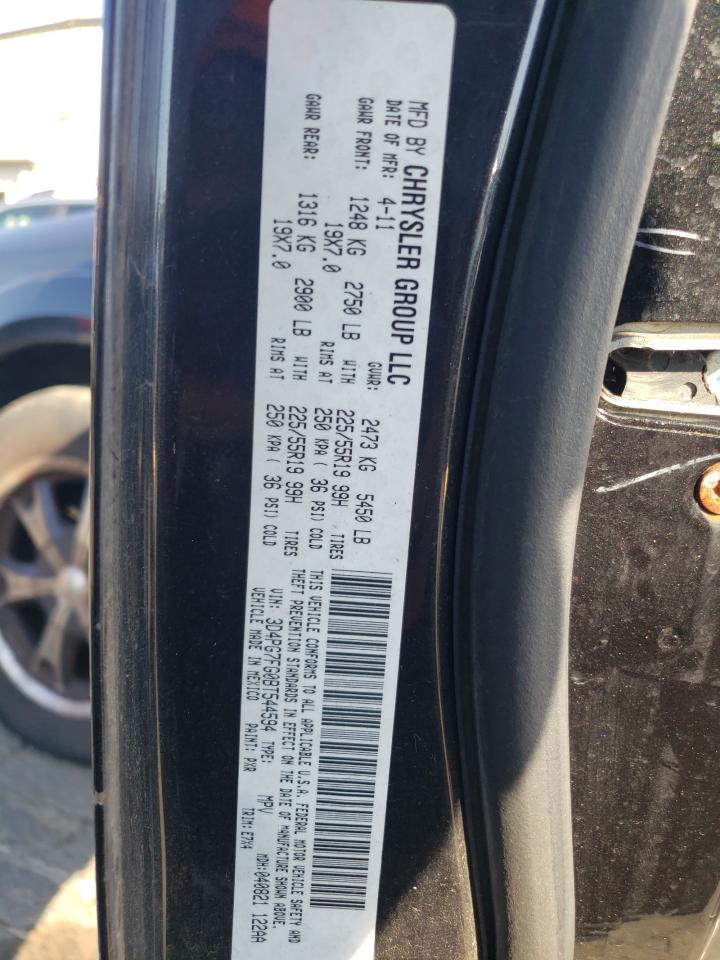 MFD BY CHRYSLER GROUP LLC
DATE OF MFR: 4-11 GVWR: 2473 KG 5450 LB
GAWR FRONT: 1248 KG 2750 LB WITH 225/55R19 99H TIRES
19X7.0 RIMS AT 250 KPA ( 36 PSI) COLD
GAWR REAR: 1316 KG 2900 LB WITH 225/55R19 99H TIRES
19X7.0 RIMS AT 250 KPA ( 36 PSI) COLD
THIS VEHICLE CONFORMS TO ALL APPLICABLE U.S.A. FEDERAL MOTOR VEHICLE SAFETY AND
THEFT PREVENTION STANDARDS IN EFFECT ON THE DATE OF MANUFACTURE SHOWN ABOVE.
VIN: 3D4PG7FG0BT544594 TYPE: MPV MDH:040821 122AA
VEHICLE MADE IN MEXICO PAINT: PXR TRIM:E7X4